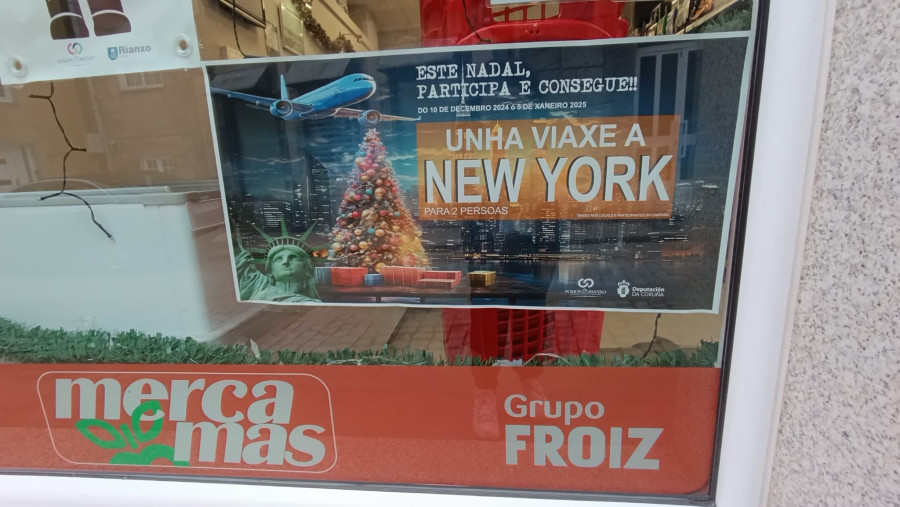 Rianxo
ESTE NADAL,
PARTICIPA E CONSEGUE!!
DO 10 DE DECEMBRO 2024 ó 5 DE XANEIRO 2025
UNHA VIAXE A
NEW YORK
PARA 2 PERSOAS
Deputación
DA CORUÑA
merca
mas
Grupo
FROIZ